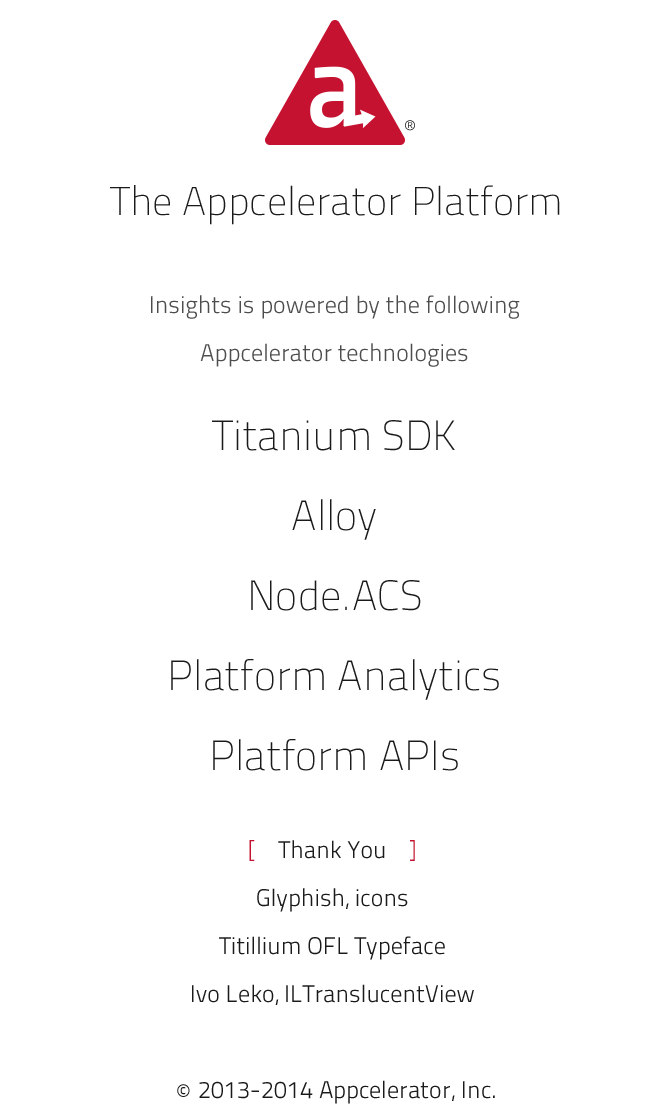 a
®
The Appcelerator Platform
Insights is powered by the following
Appcelerator technologies
Titanium SDK
Alloy
Node.ACS
Platform Analytics
Platform APIs
[ Thank You ]
Glyphish, icons
Titillium OFL Typeface
Ivo Leko, ILTranslucentView
© 2013-2014 Appcelerator, Inc.